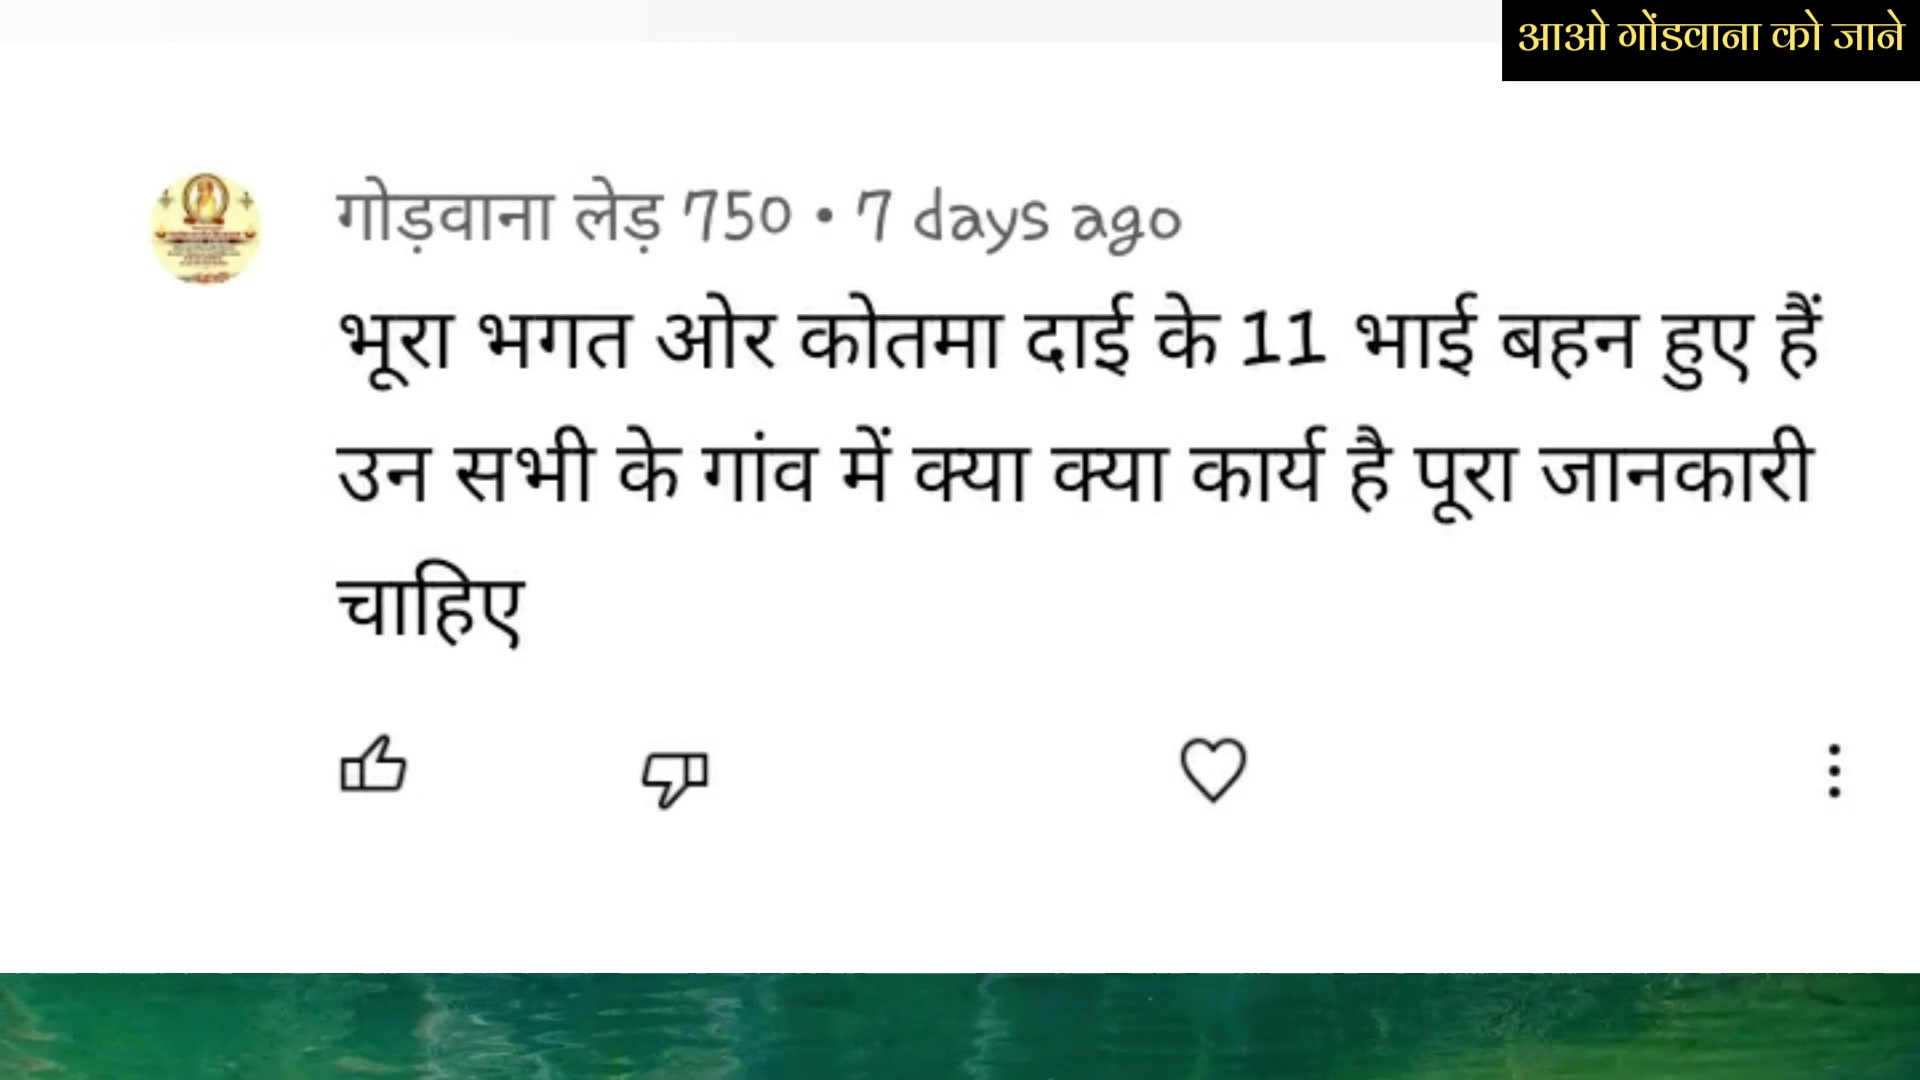 आओ गोंडवाना को जाने
गोड़वाना लेड़ 750 • 7 days ago
भूरा भगत ओर कोतमा दाई के 11 भाई बहन हुए हैं
उन सभी के गांव में क्या क्या कार्य है पूरा जानकारी
चाहिए